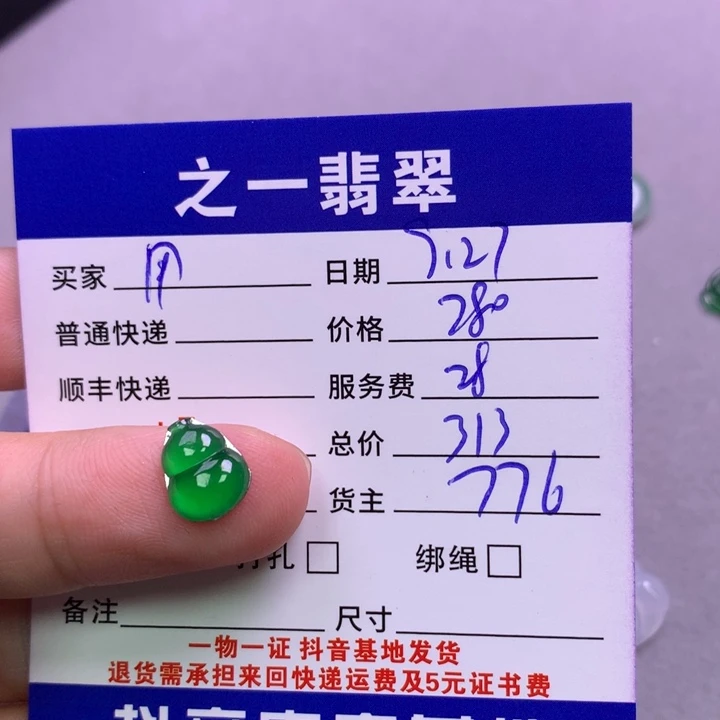 之一翡翠
买家 日期 7.27
普通快递 价格 280
顺丰快递 服务费 28
总价 313
货主 776
打孔 绑绳
备注 尺寸
一物一证 抖音基地发货
退货需承担来回快递运费及5元证书费